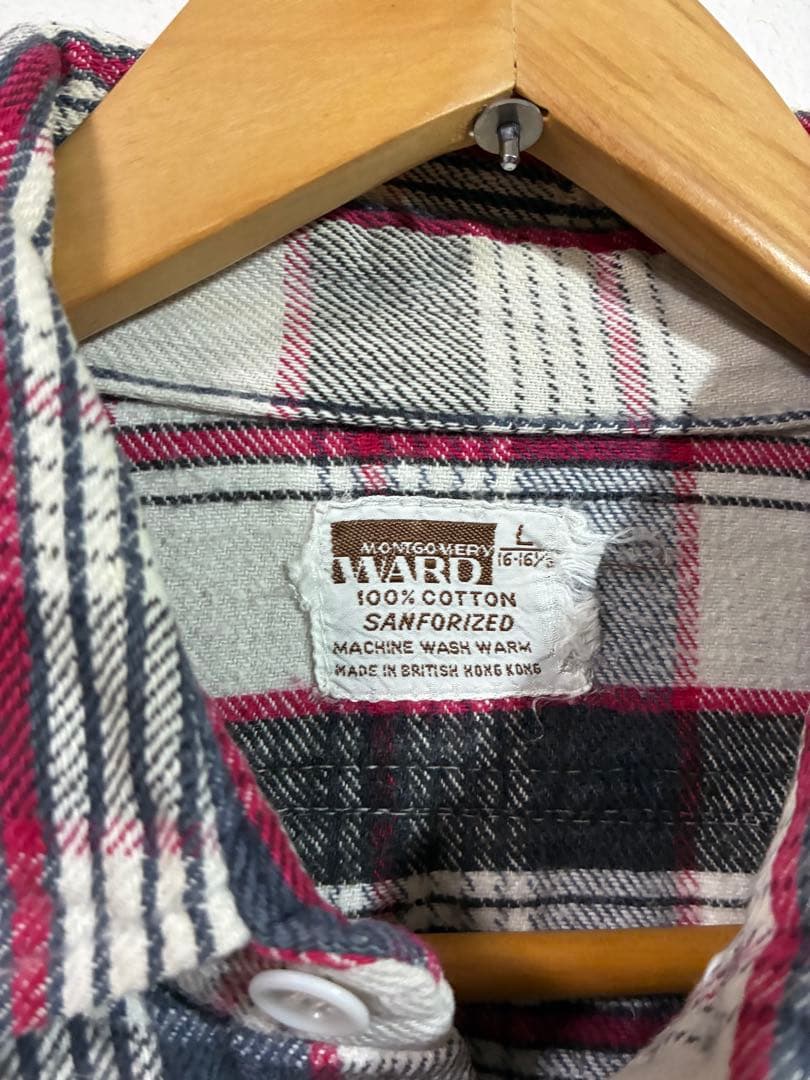 MONTGOMERY
WARD
L
16-16½
100% COTTON
SANFORIZED
MACHINE WASH WARM
MADE IN BRITISH HONG KONG